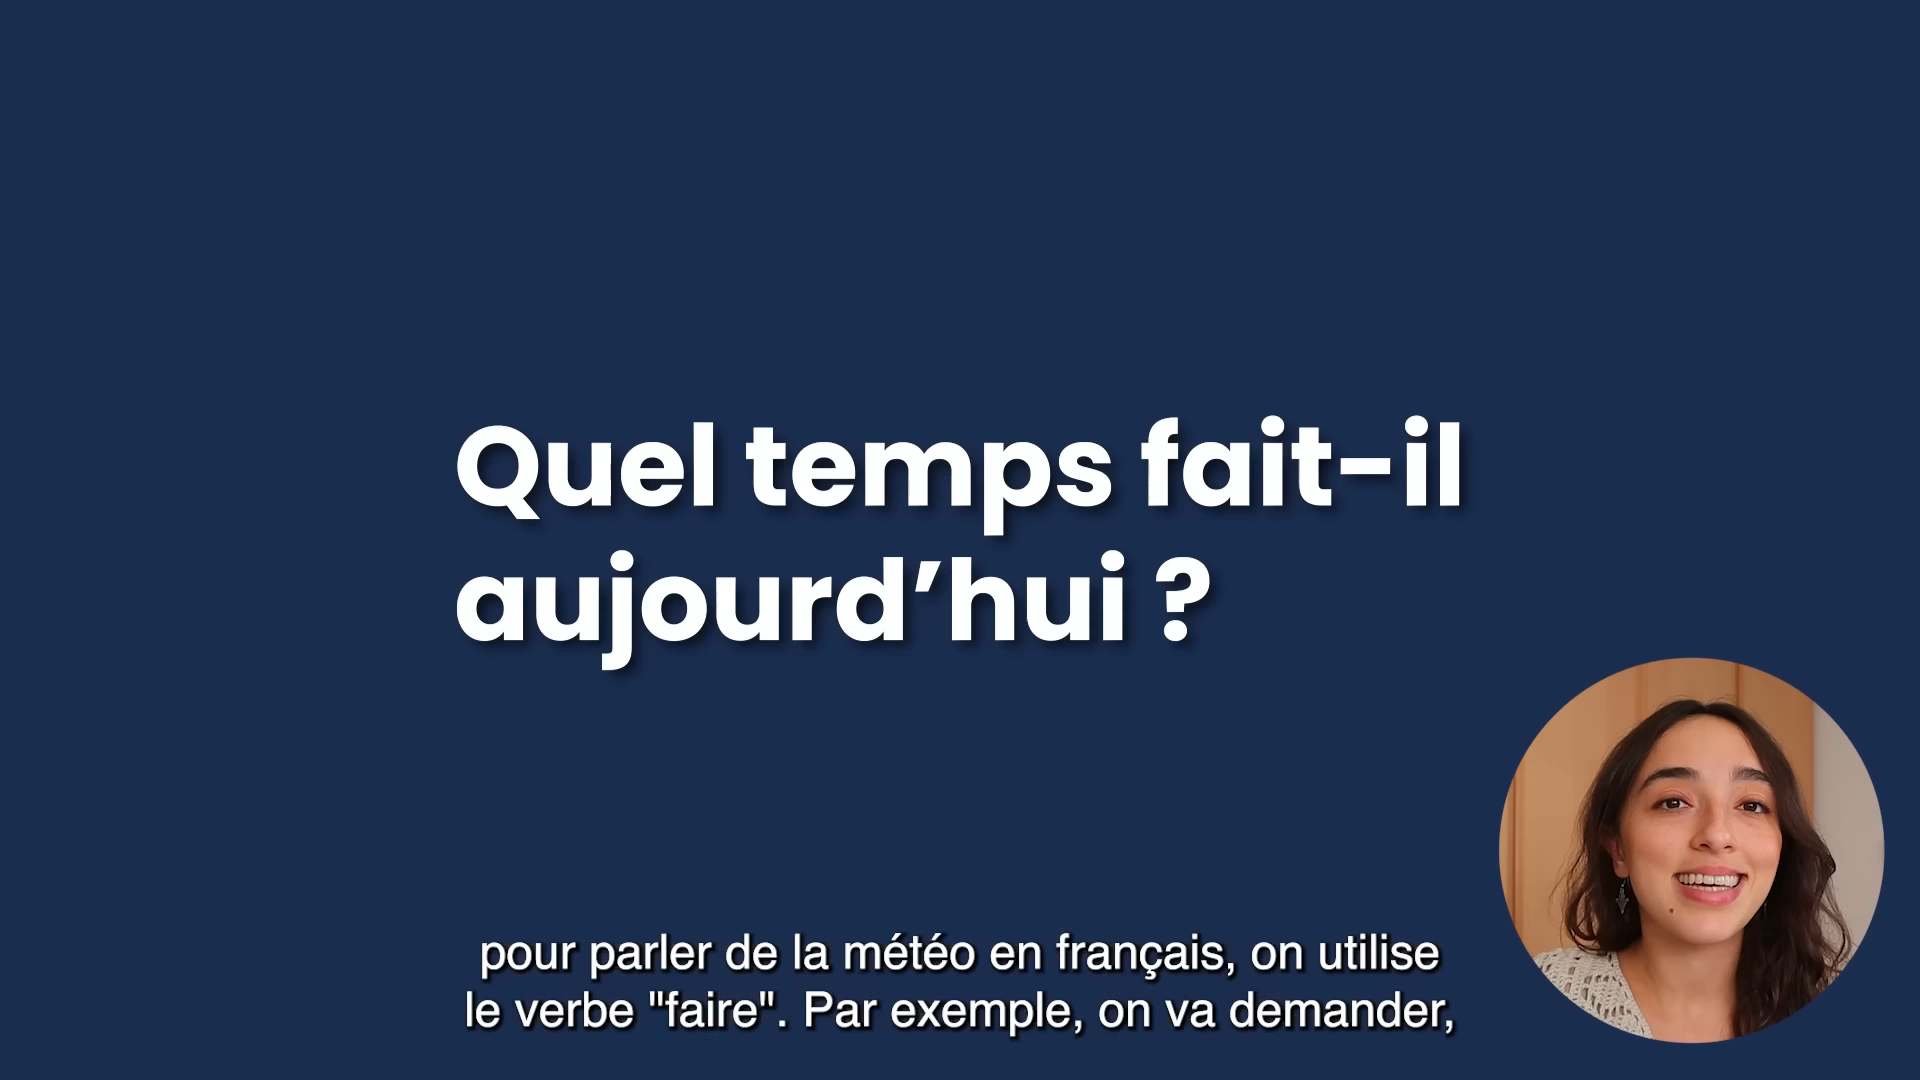 Quel temps fait-il
aujourd’hui ?
pour parler de la météo en français, on utilise
le verbe "faire". Par exemple, on va demander,